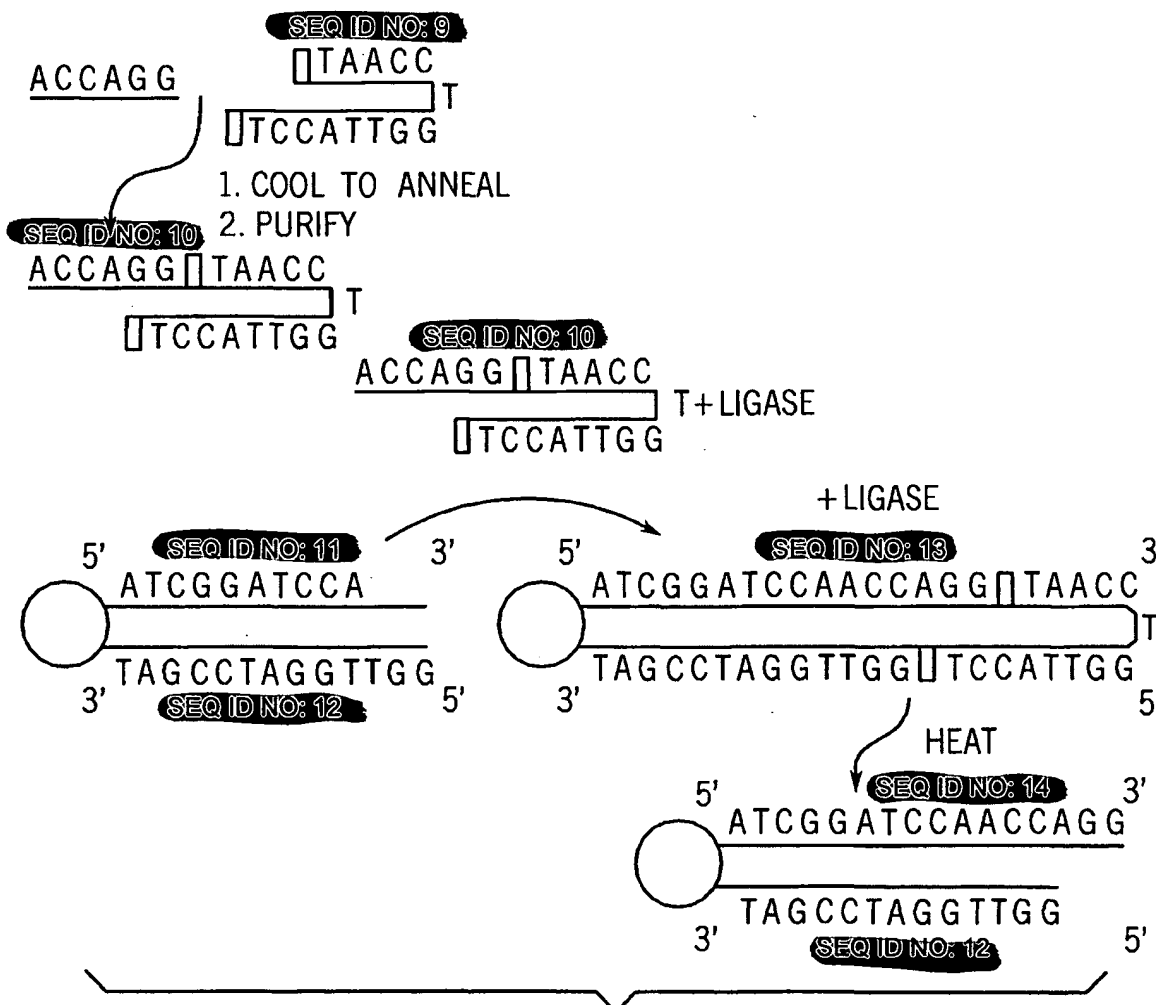 SEQ ID NO: 9
TAACC
ACCAGG
T
TCCATTGG
1. COOL TO ANNEAL
2. PURIFY
SEQ ID NO: 10
ACCAGG TAACC
T
TCCATTGG
SEQ ID NO: 10
ACCAGG TAACC
T+LIGASE
TCCATTGG
+LIGASE
5' SEQ ID NO: 11 3'
ATCGGATCCA
TAGCCTAGGTTGG
3' SEQ ID NO: 12 5'
5' SEQ ID NO: 13 3
ATCGGATCCAACCAGG TAACC
T
TAGCCTAGGTTGG TCCATTGG
3' 5
HEAT
5' SEQ ID NO: 14 3'
ATCGGATCCAACCAGG
TAGCCTAGGTTGG
3' SEQ ID NO: 12 5'